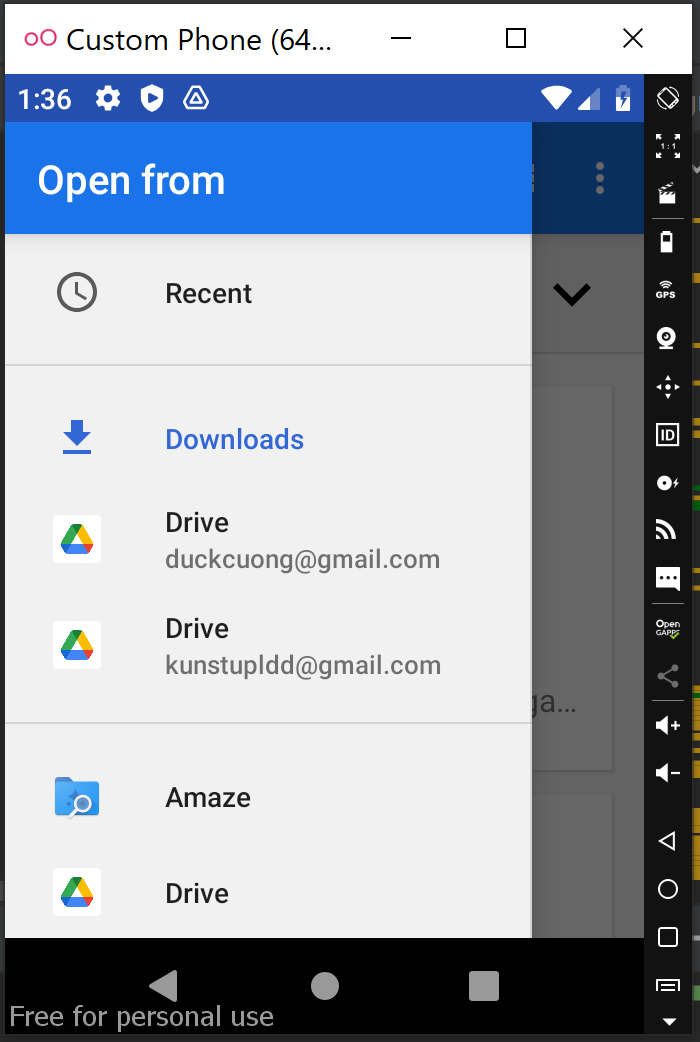 Custom Phone (64...
1:36
Open from
Recent
Downloads
Drive
duckcuong@gmail.com
Drive
kunstupldd@gmail.com
ga...
Amaze
Drive
Free for personal use
1:1
GPS
ID
Open
GAPPS